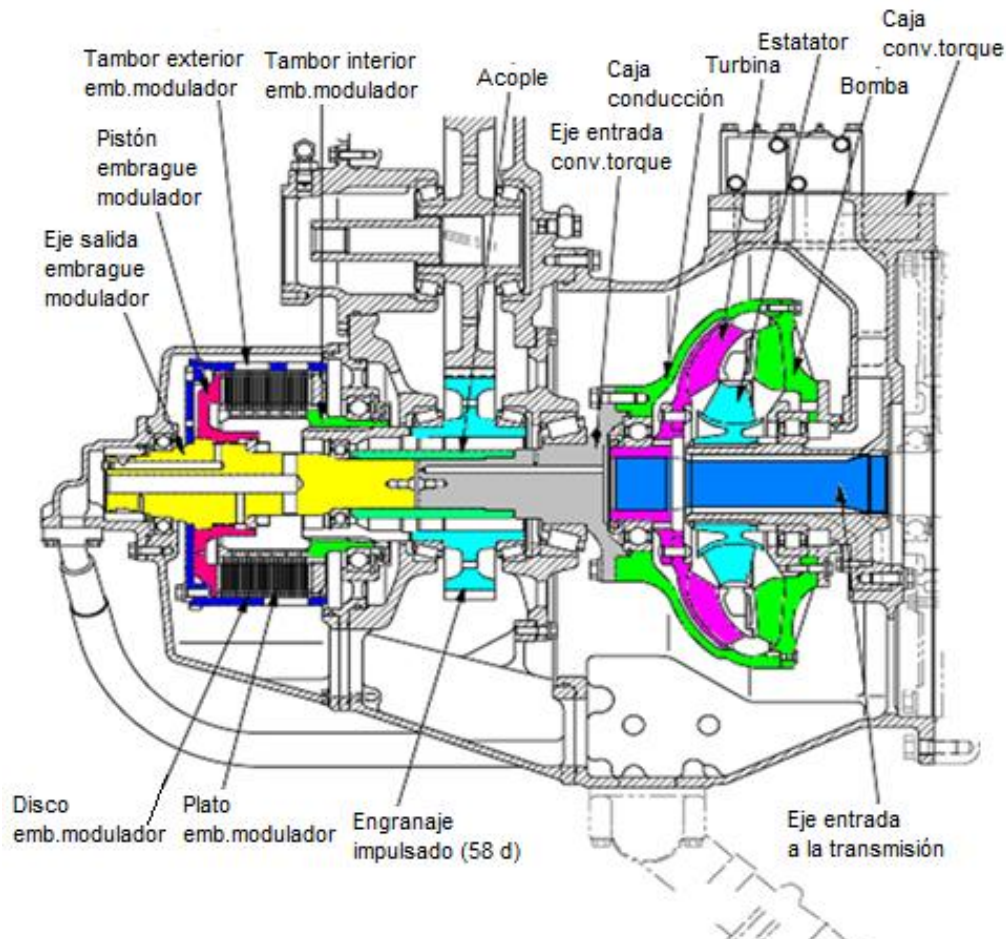 Tambor exterior
emb.modulador
Tambor interior
emb.modulador
Acople
Caja
conducción
Turbina
Estatator
Bomba
Caja
conv.torque
Pistón
embrague
modulador
Eje entrada
conv.torque
Eje salida
embrague
modulador
Disco
emb.modulador
Plato
emb.modulador
Engranaje
impulsado (58 d)
Eje entrada
a la transmisión